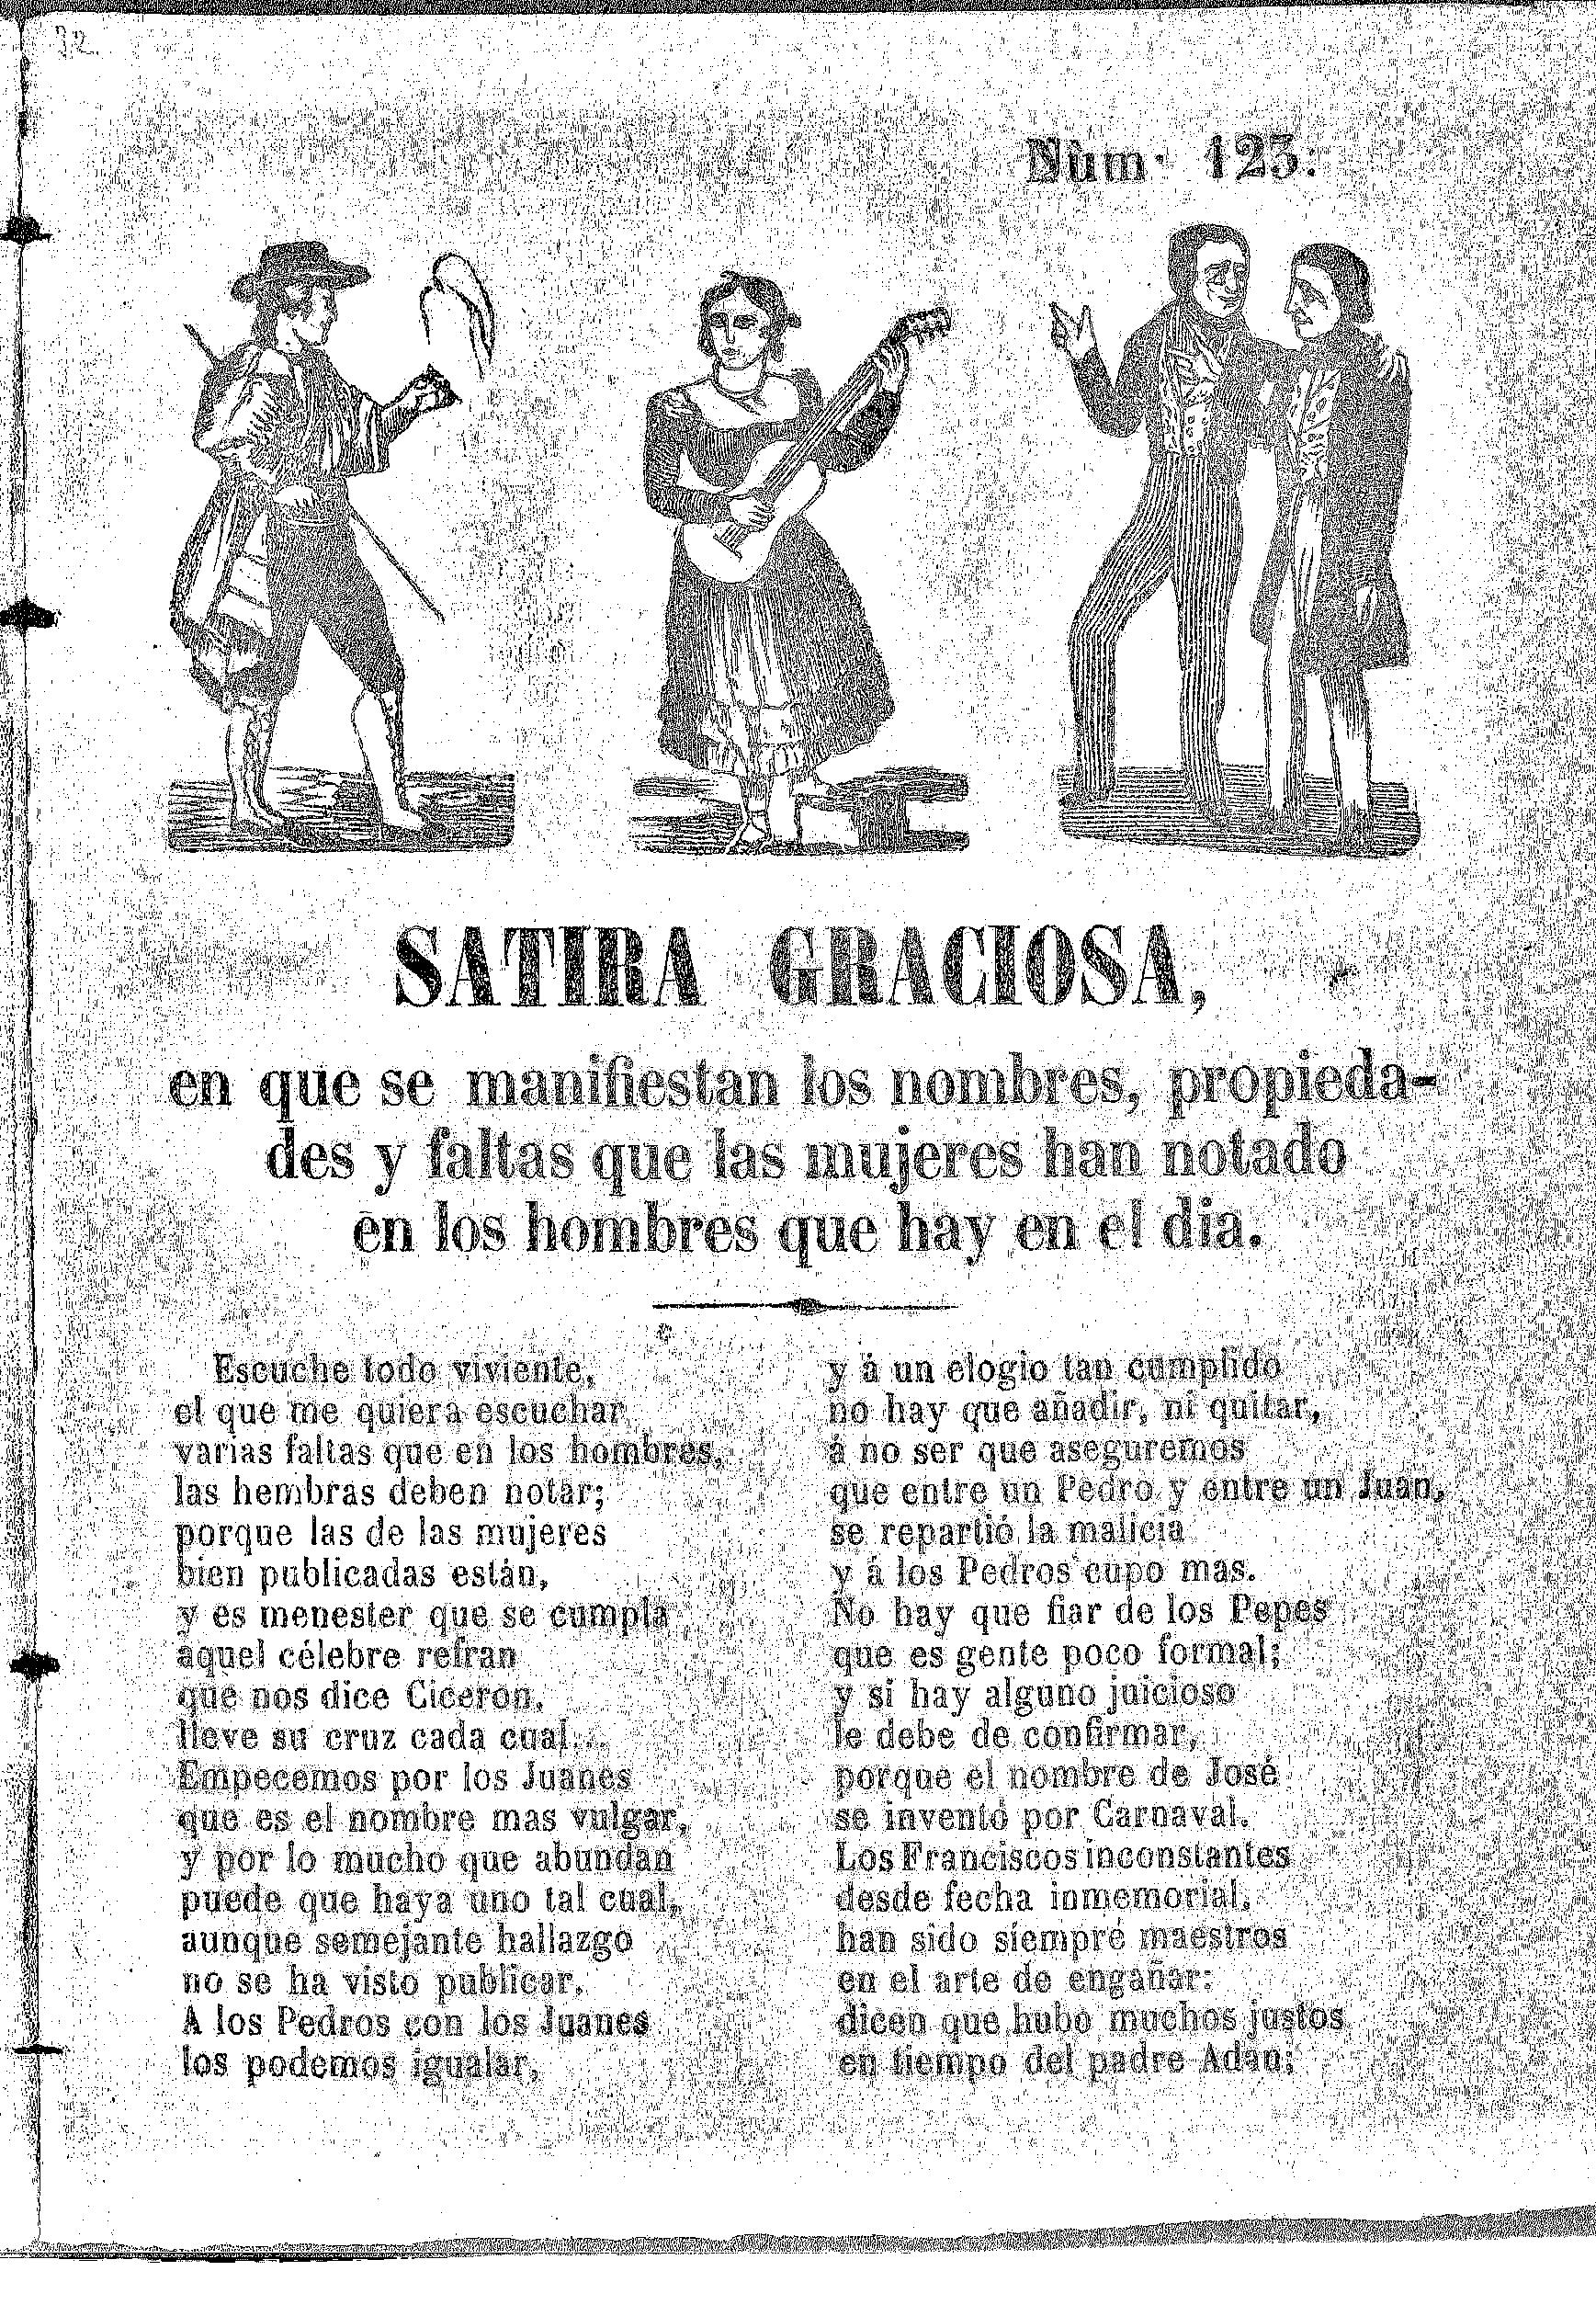 32.
Núm. 123.
SATIRA GRACIOSA,
en que se manifiestan los nombres, propieda-
des y faltas que las mujeres han notado
en los hombres que hay en el dia.
Escuche todo viviente,
el que me quiera escuchar
varias faltas que en los hombres,
las hembras deben notar;
porque las de las mujeres
bien publicadas están,
y es menester que se cumpla
aquel célebre refran
que nos dice Ciceron,
lleve su cruz cada cual.
Empecemos por los Juanes
que es el nombre mas vulgar,
y por lo mucho que abundan
puede que haya uno tal cual,
aunque semejante hallazgo
no se ha visto publicar.
A los Pedros con los Juanes
los podemos igualar,
y á un elogio tan cumplido
no hay que añadir, ni quitar,
á no ser que aseguremos
que entre un Pedro y entre un Juan,
se repartió la malicia
y á los Pedros cupo mas.
No hay que fiar de los Pepes
que es gente poco formal;
y si hay alguno juicioso
le debe de confirmar,
porque el nombre de José
se inventó por Carnaval.
Los Franciscos inconstantes
desde fecha inmemorial,
han sido siempre maestros
en el arte de engañar:
dicen que hubo muchos justos
en tiempo del padre Adan;